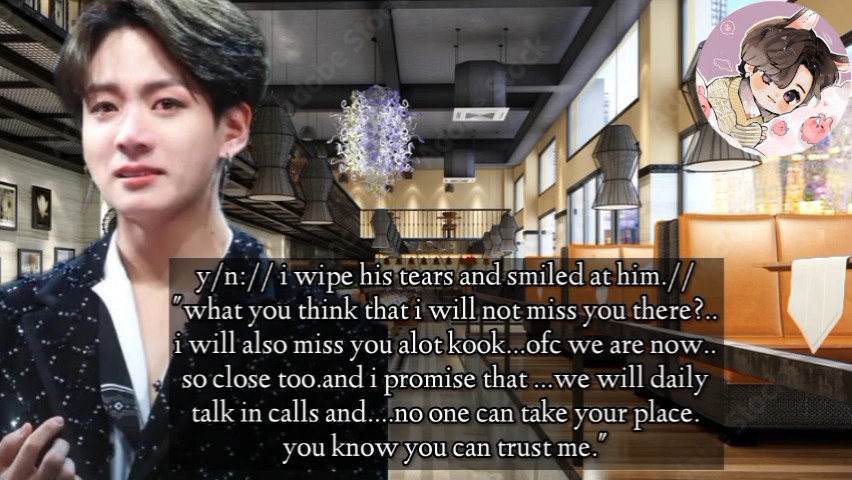 y/n:// i wipe his tears and smiled at him.//
"what you think that i will not miss you there?..
i will also miss you alot kook...ofc we are now..
so close too.and i promise that ...we will daily
talk in calls and....no one can take your place.
you know you can trust me."